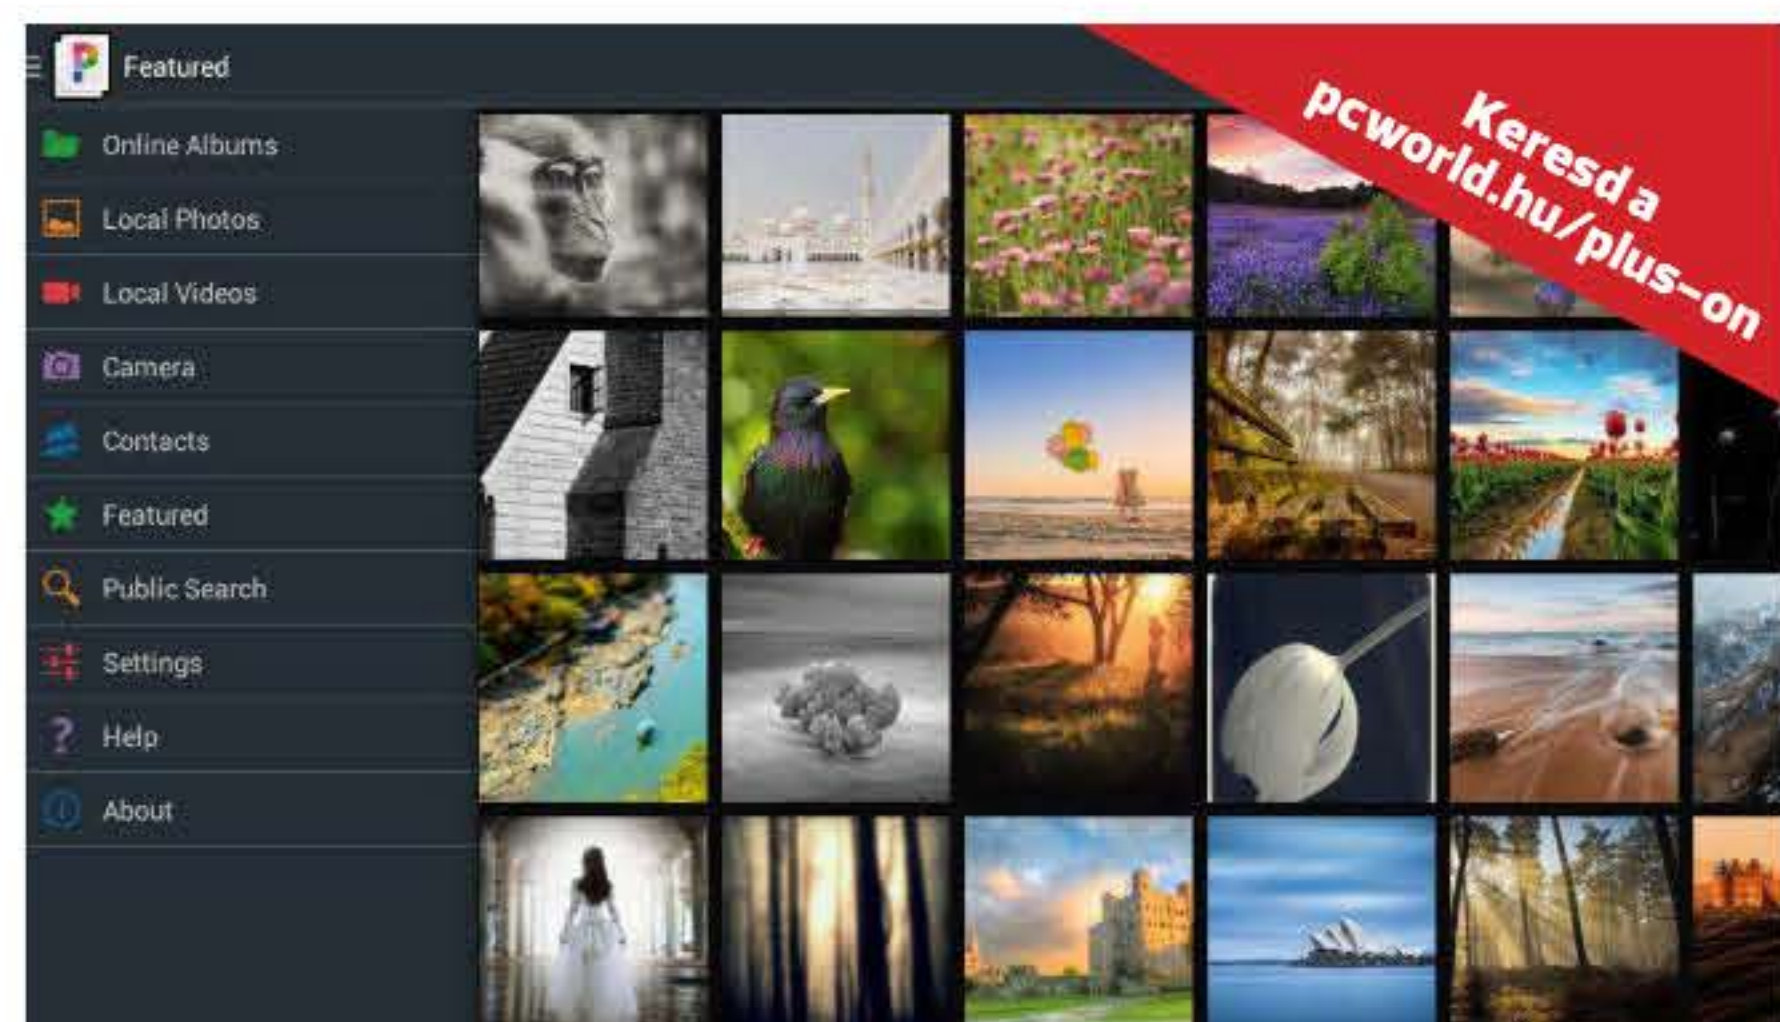 Featured
Online Albums
Local Photos
Local Videos
Camera
Contacts
Featured
Public Search
Settings
Help
About
Keresd a
pcworld.hu/plus-on